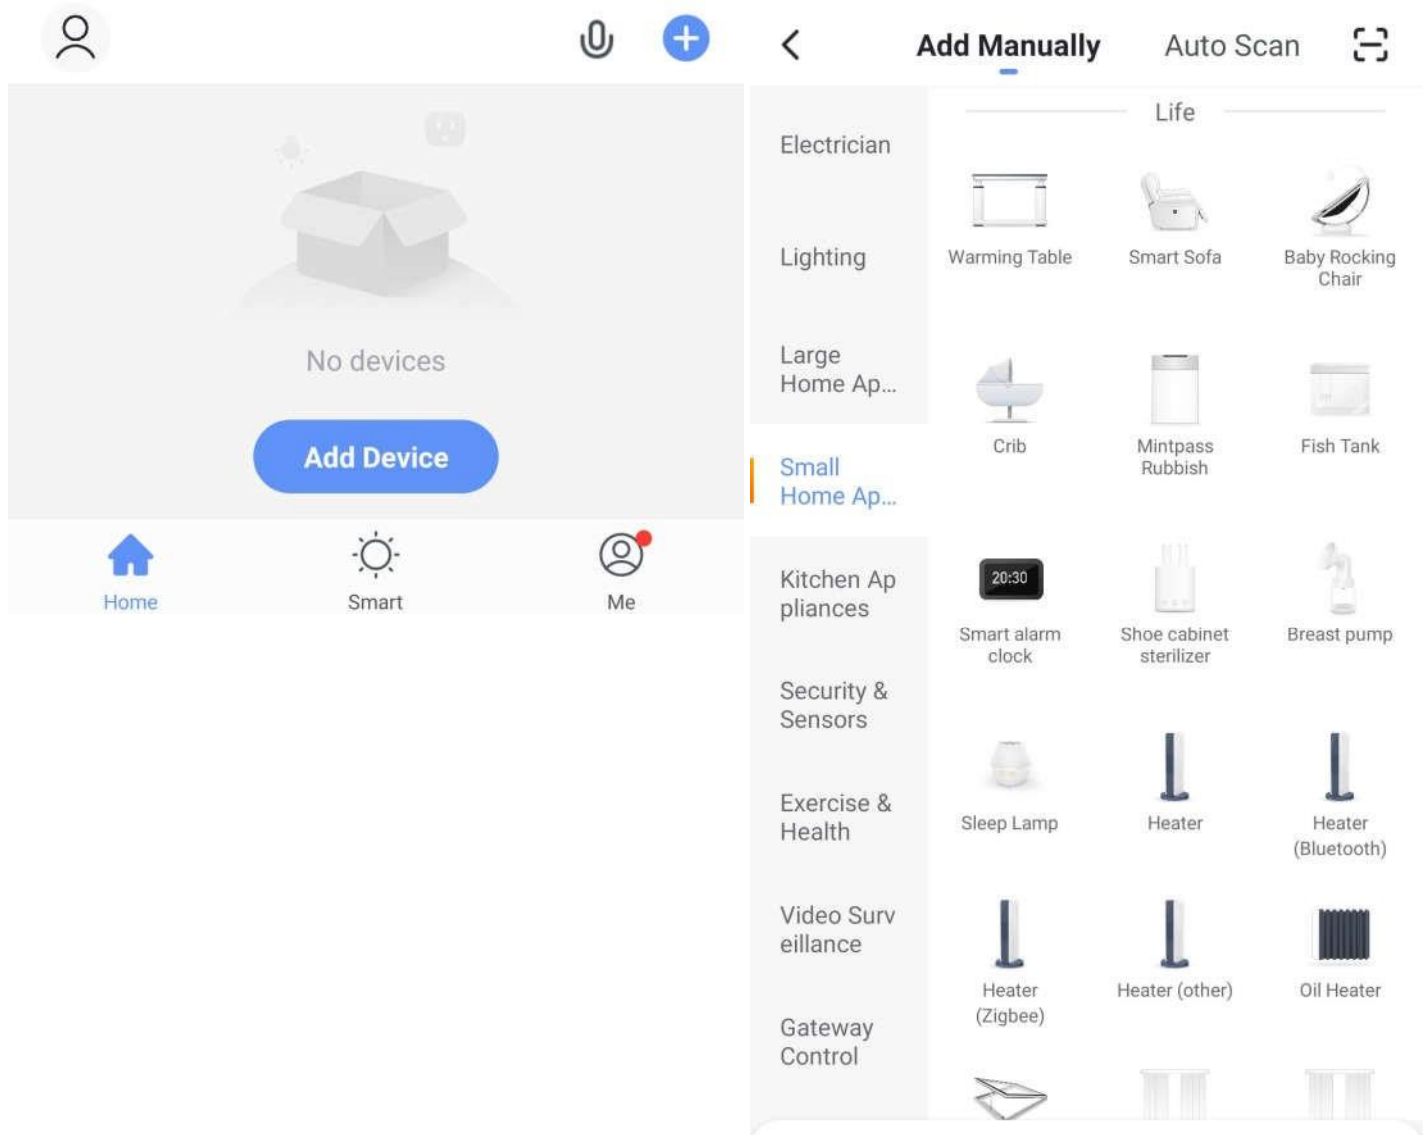 No devices
Add Device
Home
Smart
Me
Add Manually
Auto Scan
Electrician
Lighting
Large
Home Ap...
Small
Home Ap...
Kitchen Ap
pliances
Security &
Sensors
Exercise &
Health
Video Surv
eillance
Gateway
Control
Life
Warming Table
Smart Sofa
Baby Rocking
Chair
Crib
Mintpass
Rubbish
Fish Tank
20:30
Smart alarm
clock
Shoe cabinet
sterilizer
Breast pump
Sleep Lamp
Heater
Heater
(Bluetooth)
Heater
(Zigbee)
Heater (other)
Oil Heater